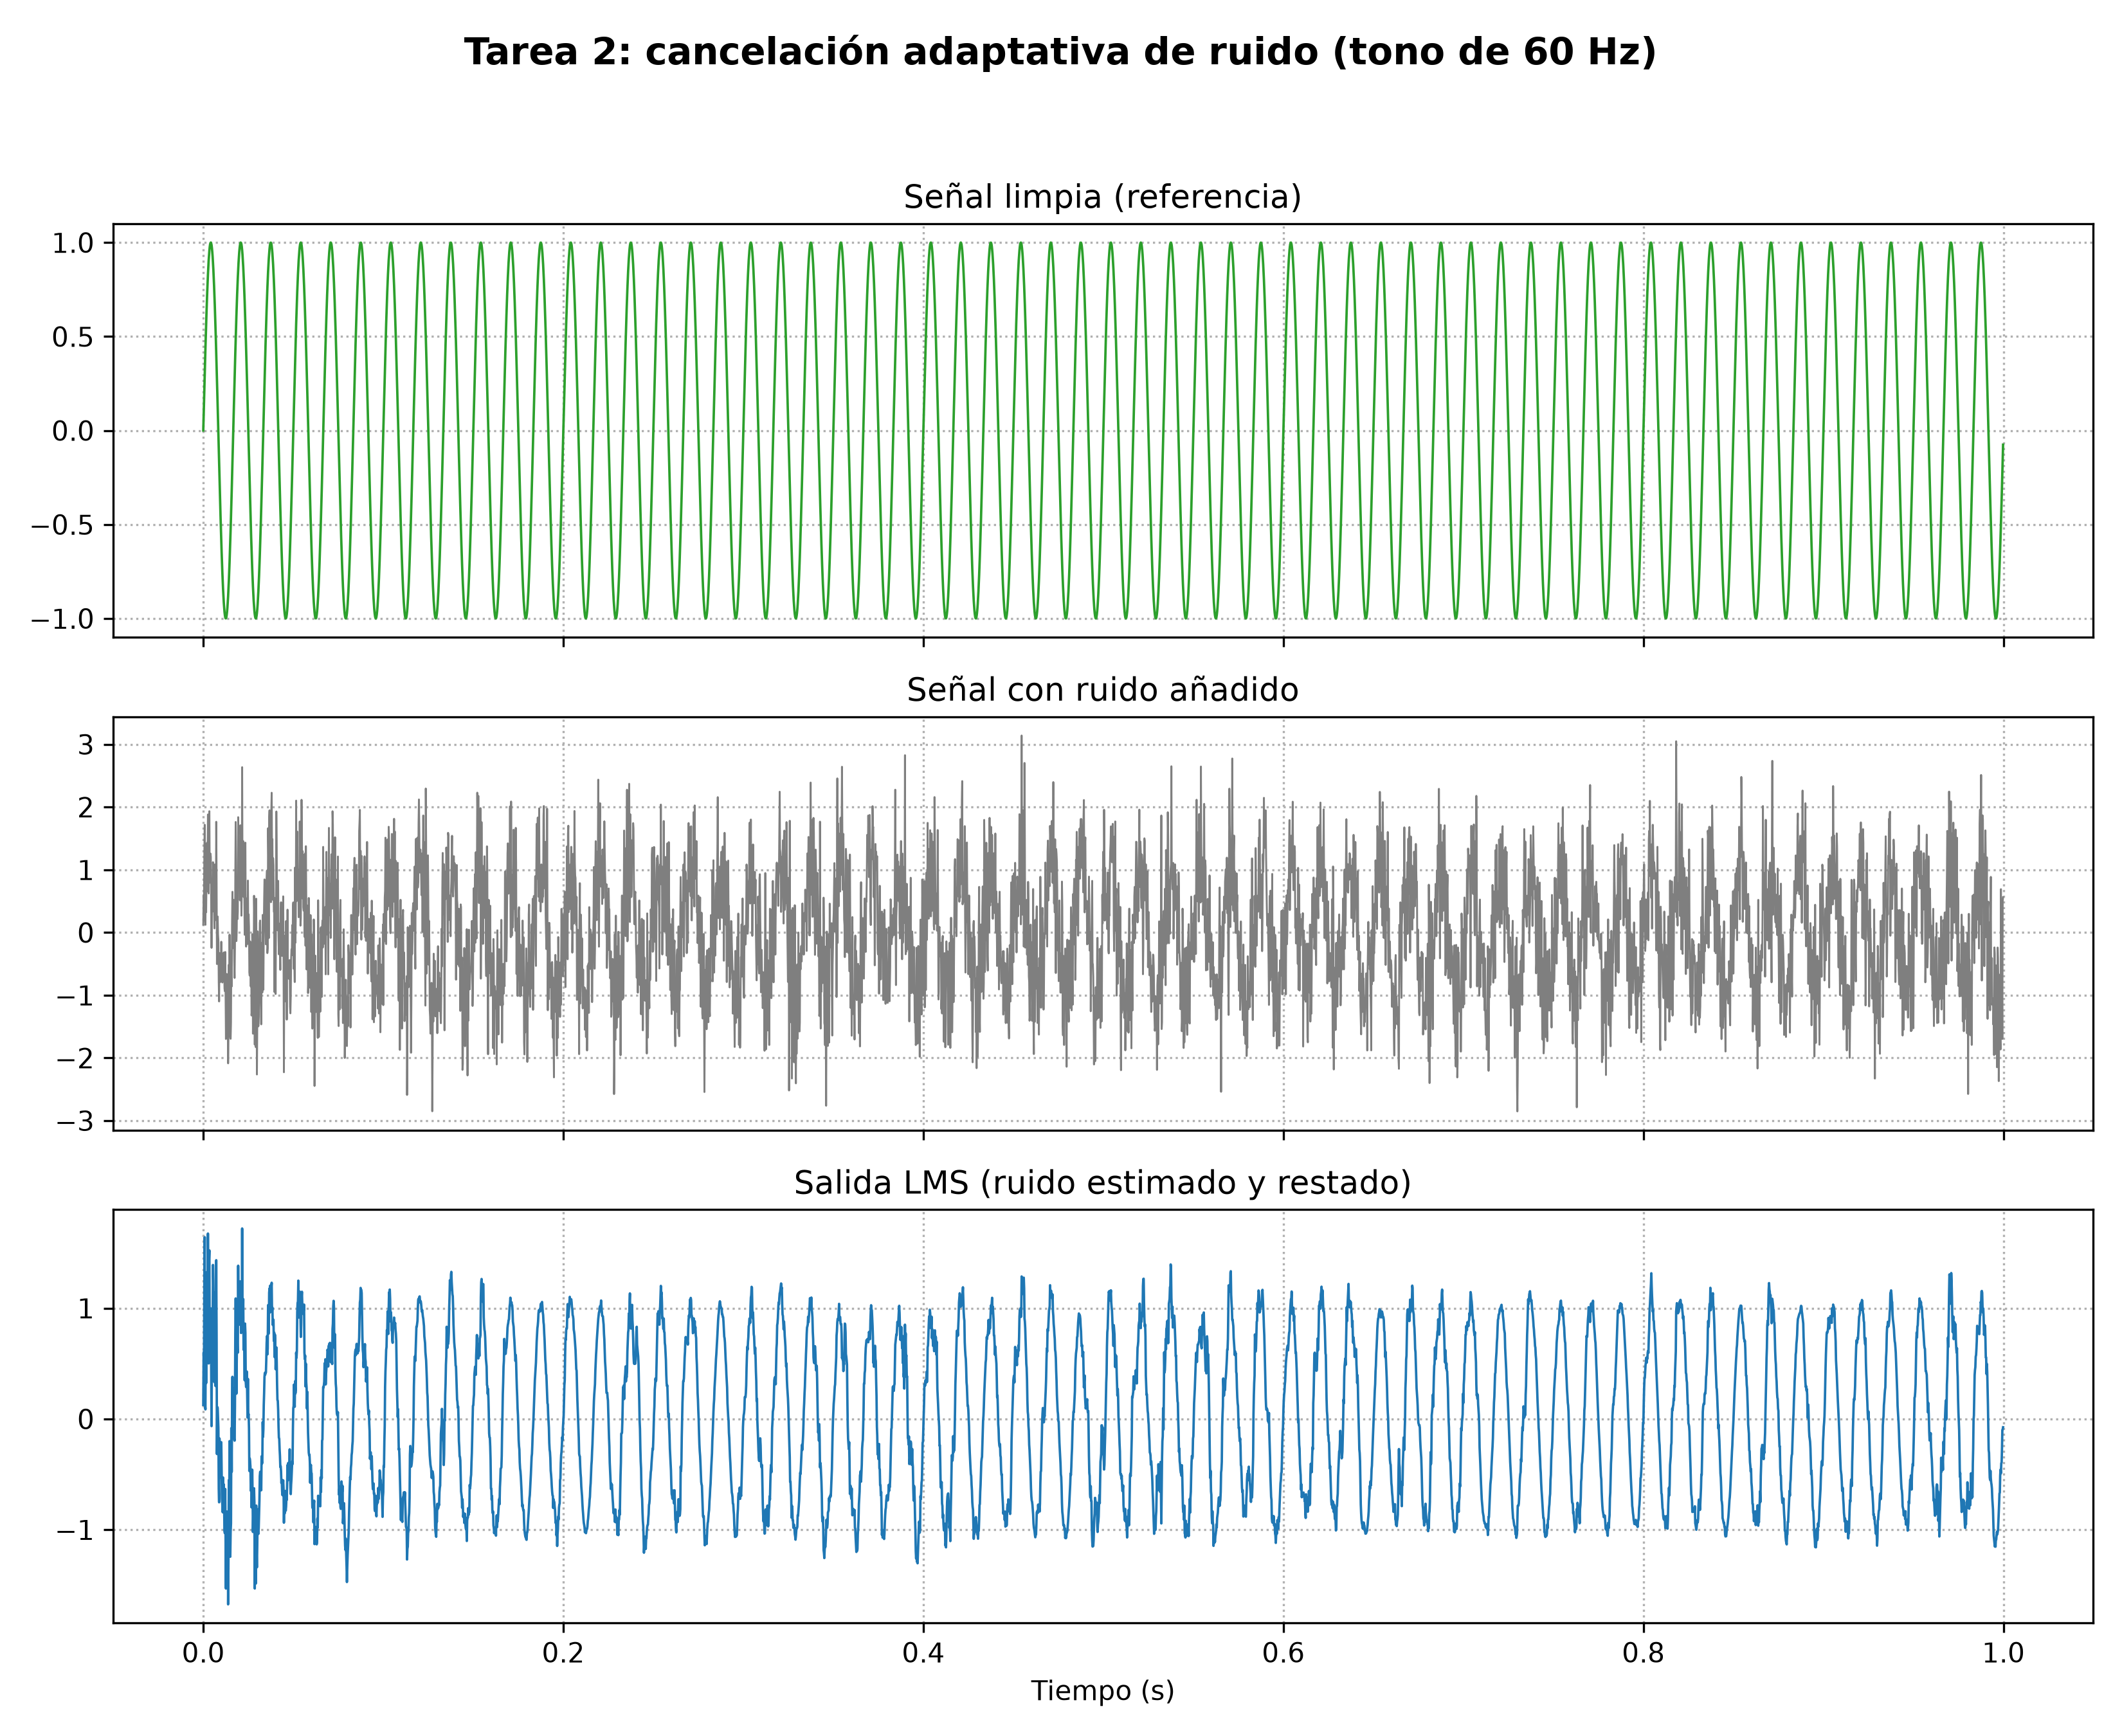 Tarea 2: cancelación adaptativa de ruido (tono de 60 Hz)
Señal limpia (referencia)
1.0
0.5
0.0
−0.5
−1.0
Señal con ruido añadido
3
2
1
0
−1
−2
−3
Salida LMS (ruido estimado y restado)
1
0
−1
0.0 0.2 0.4 0.6 0.8 1.0
Tiempo (s)